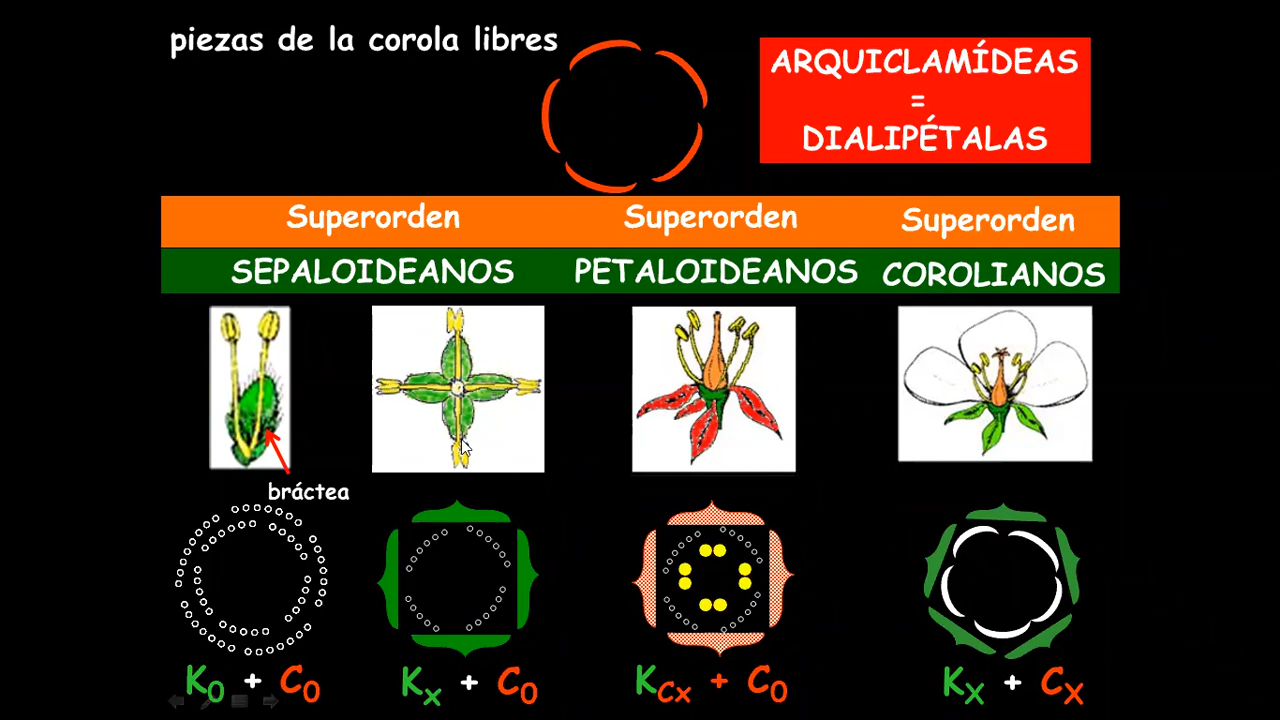 piezas de la corola libres
ARQUICLAMÍDEAS
=
DIALIPÉTALAS
Superorden
Superorden
Superorden
SEPALOIDEANOS
PETALOIDEANOS
COROLIANOS
bráctea
K0 + C0
Kx + C0
KCx + C0
KX + CX